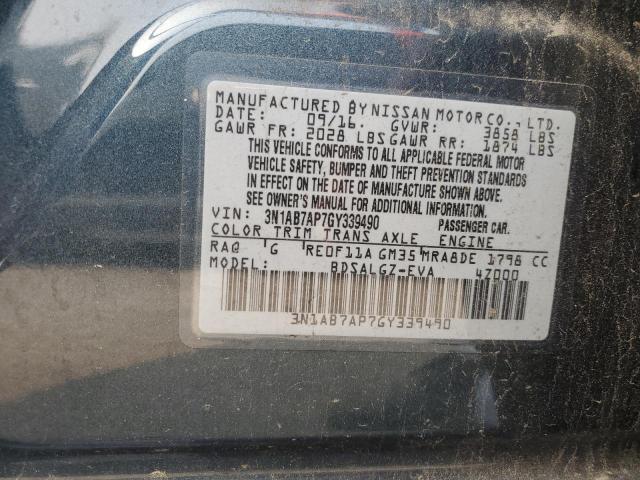 MANUFACTURED BY NISSAN MOTOR CO., LTD.
DATE: 09/16. GVWR: 3858 LBS
GAWR FR: 2028 LBS GAWR RR: 1874 LBS
THIS VEHICLE CONFORMS TO ALL APPLICABLE FEDERAL MOTOR
VEHICLE SAFETY, BUMPER AND THEFT PREVENTION STANDARDS
IN EFFECT ON THE DATE OF MANUFACTURE SHOWN ABOVE.
SEE OWNER'S MANUAL FOR ADDITIONAL INFORMATION.
VIN: 3N1AB7AP7GY339490 PASSENGER CAR.
COLOR TRIM TRANS AXLE ENGINE
RAQ G RE0F11A GM35 MRA8DE 1798 CC
MODEL: BDSALGZ-EVA 4Z000
3N1AB7AP7GY339490